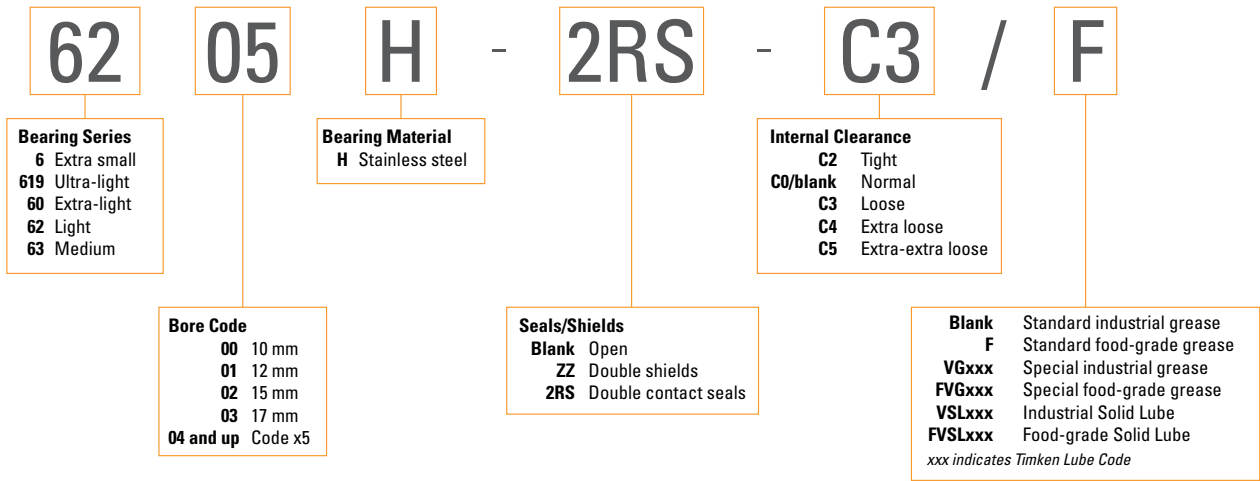 62 05 H - 2RS - C3 / F
Bearing Series
6 Extra small
619 Ultra-light
60 Extra-light
62 Light
63 Medium
Bearing Material
H Stainless steel
Internal Clearance
C2 Tight
C0/blank Normal
C3 Loose
C4 Extra loose
C5 Extra-extra loose
Bore Code
00 10 mm
01 12 mm
02 15 mm
03 17 mm
04 and up Code x5
Seals/Shields
Blank Open
ZZ Double shields
2RS Double contact seals
Blank Standard industrial grease
F Standard food-grade grease
VGxxx Special industrial grease
FVGxxx Special food-grade grease
VSLxxx Industrial Solid Lube
FVSLxxx Food-grade Solid Lube
xxx indicates Timken Lube Code